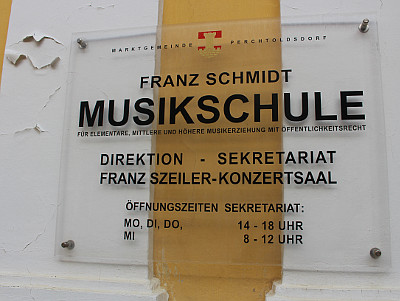 MARKTGEMEINDE PERCHTOLDSDORF
FRANZ SCHMIDT
MUSIKSCHULE
FÜR ELEMENTARE, MITTLERE UND HÖHERE MUSIKERZIEHUNG MIT ÖFFENTLICHKEITSRECHT
DIREKTION - SEKRETARIAT
FRANZ SZEILER-KONZERTSAAL
ÖFFNUNGSZEITEN SEKRETARIAT:
MO, DI, DO, 14 - 18 UHR
MI 8 - 12 UHR